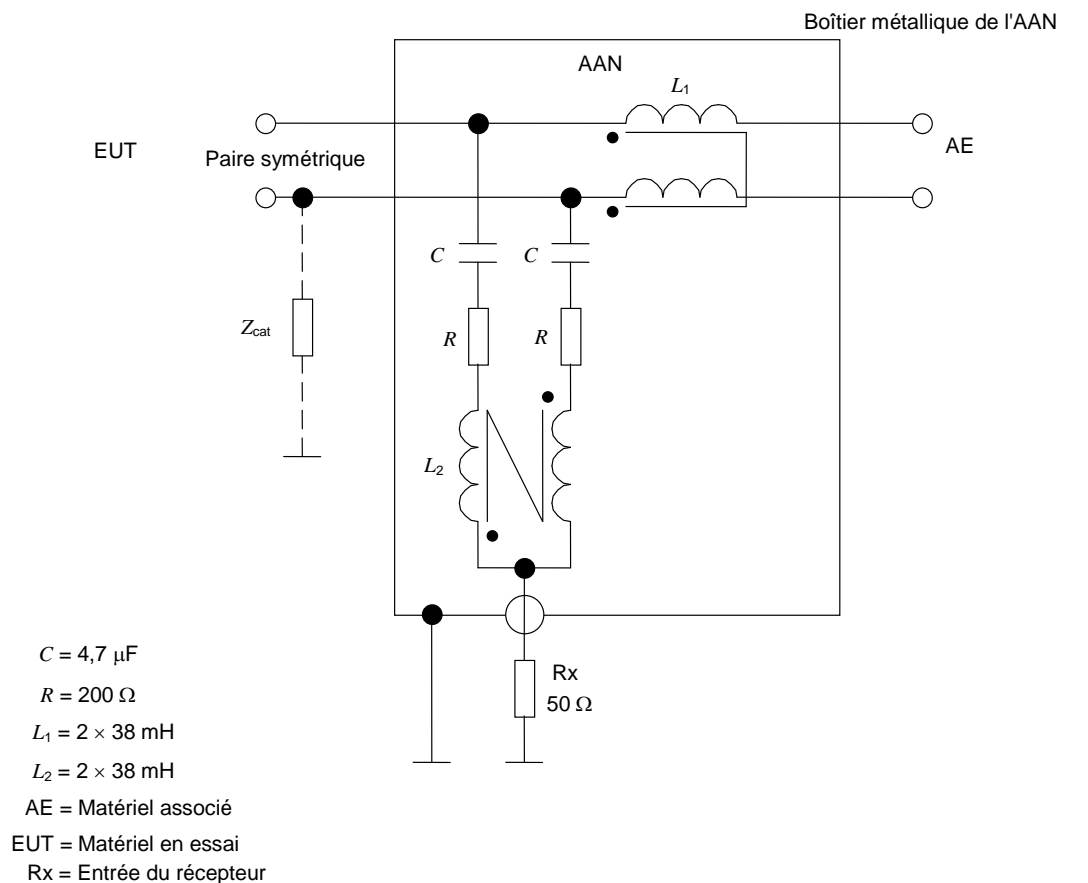 Boîtier métallique de l'AAN
AAN
L1
EUT
Paire symétrique
AE
C
C
Zcat
R
R
L2
Rx
50 Ω
C = 4,7 μF
R = 200 Ω
L1 = 2 × 38 mH
L2 = 2 × 38 mH
AE = Matériel associé
EUT = Matériel en essai
Rx = Entrée du récepteur